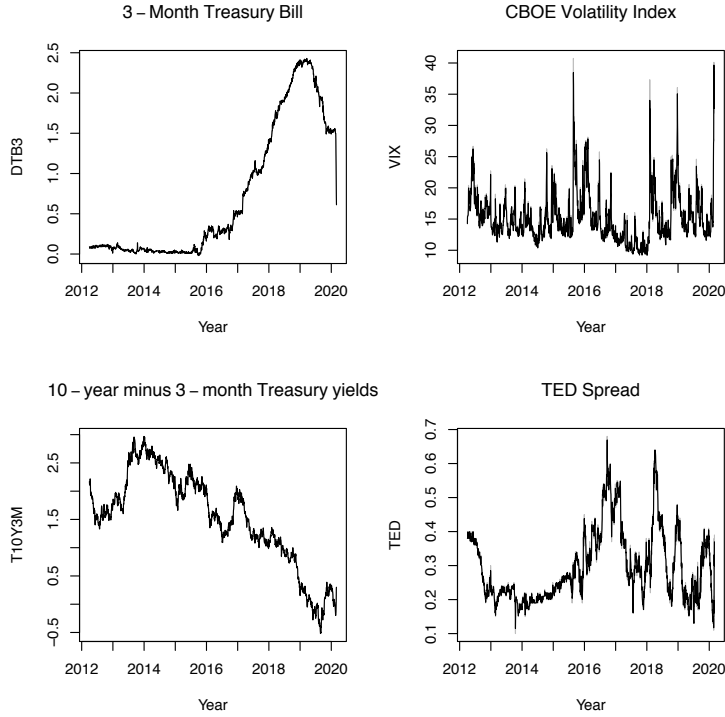 3 – Month Treasury Bill
DTB3
0.0 0.5 1.0 1.5 2.0 2.5
2012 2014 2016 2018 2020
Year
CBOE Volatility Index
VIX
10 15 20 25 30 35 40
2012 2014 2016 2018 2020
Year
10 – year minus 3 – month Treasury yields
T10Y3M
−0.5 0.5 1.5 2.5
2012 2014 2016 2018 2020
Year
TED Spread
TED
0.1 0.2 0.3 0.4 0.5 0.6 0.7
2012 2014 2016 2018 2020
Year